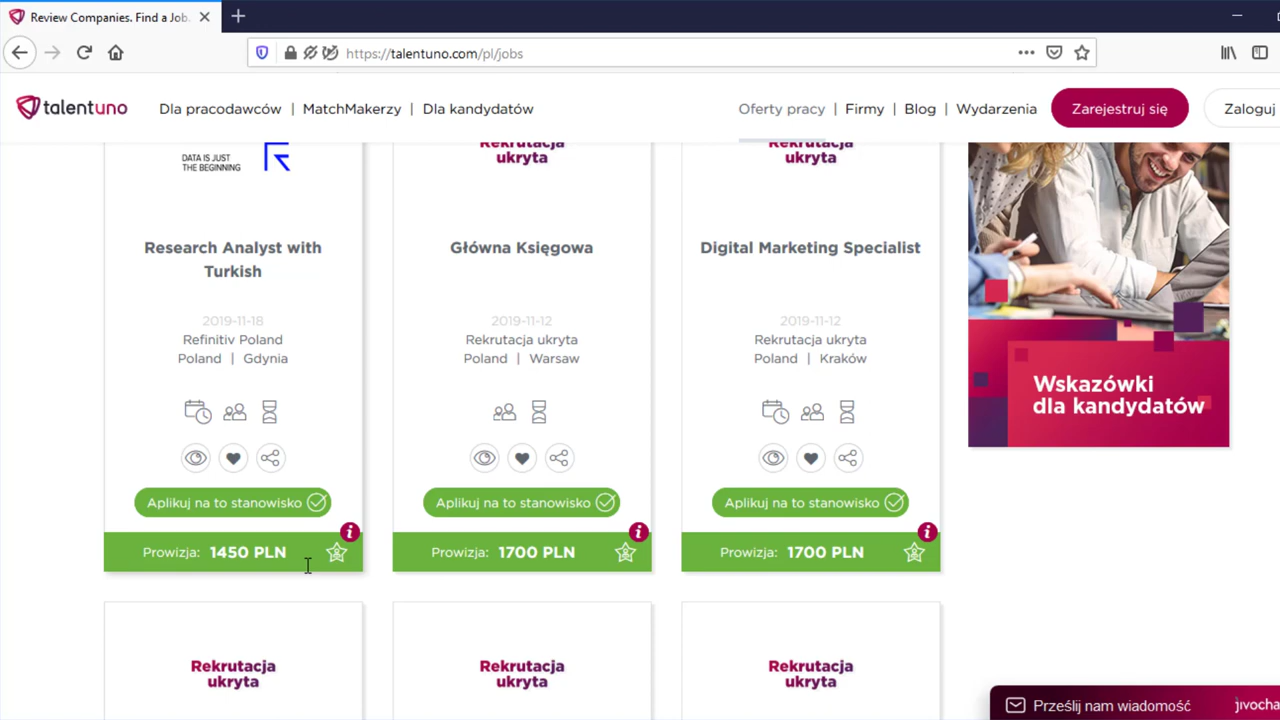 Review Companies. Find a Job.
https://talentuno.com/pl/jobs
talentuno
Dla pracodawców | MatchMakerzy | Dla kandydatów
Oferty pracy | Firmy | Blog | Wydarzenia
Zarejestruj się
Zaloguj
DATA IS JUST
THE BEGINNING
Research Analyst with
Turkish
2019-11-18
Refinitiv Poland
Poland | Gdynia
Aplikuj na to stanowisko
Prowizja: 1450 PLN
Rekrutacja
ukryta
Główna Księgowa
2019-11-12
Rekrutacja ukryta
Poland | Warsaw
Aplikuj na to stanowisko
Prowizja: 1700 PLN
Rekrutacja
ukryta
Digital Marketing Specialist
2019-11-12
Rekrutacja ukryta
Poland | Kraków
Aplikuj na to stanowisko
Prowizja: 1700 PLN
Wskazówki
dla kandydatów
Rekrutacja
ukryta
Rekrutacja
ukryta
Rekrutacja
ukryta
Prześlij nam wiadomość
jivocha